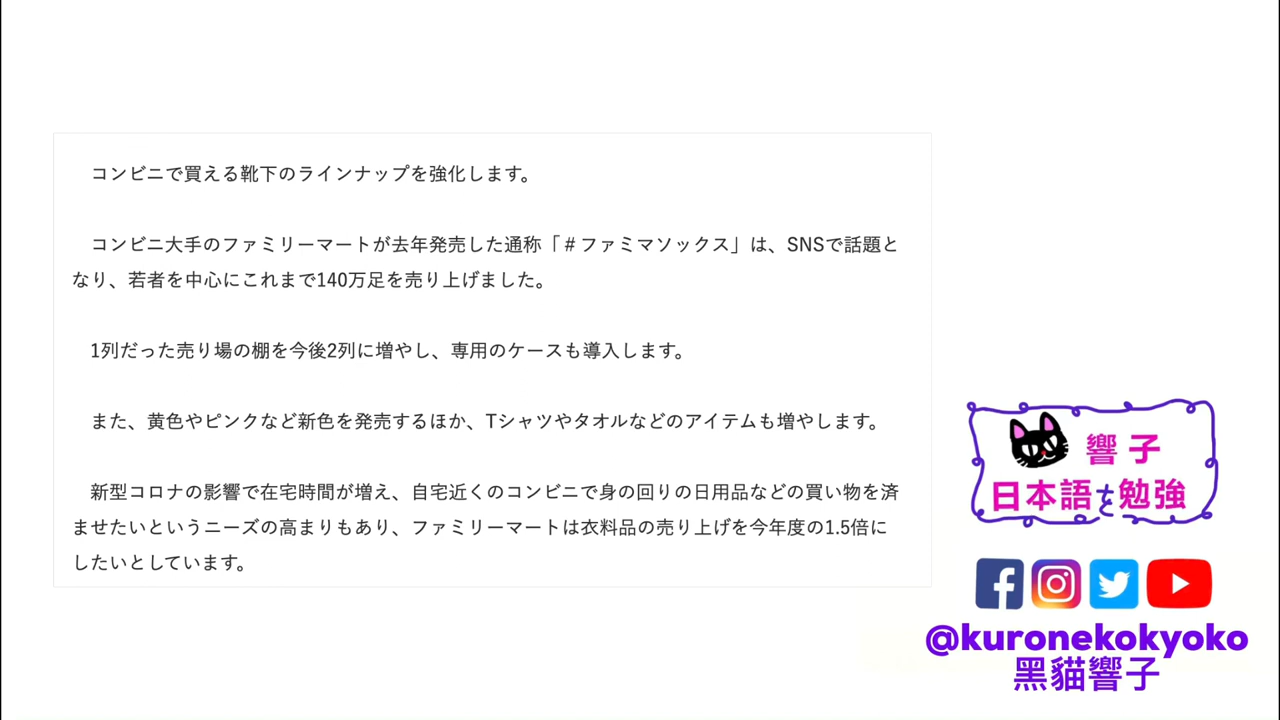 コンビニで買える靴下のラインナップを強化します。
コンビニ大手のファミリーマートが去年発売した通称「＃ファミマソックス」は、SNSで話題と
なり、若者を中心にこれまで140万足を売り上げました。
1列だった売り場の棚を今後2列に増やし、専用のケースも導入します。
また、黄色やピンクなど新色を発売するほか、Tシャツやタオルなどのアイテムも増やします。
新型コロナの影響で在宅時間が増え、自宅近くのコンビニで身の回りの日用品などの買い物を済
ませたいというニーズの高まりもあり、ファミリーマートは衣料品の売り上げを今年度の1.5倍に
したいとしています。
響子
日本語を勉強
@kuronekokyoko
黑貓響子